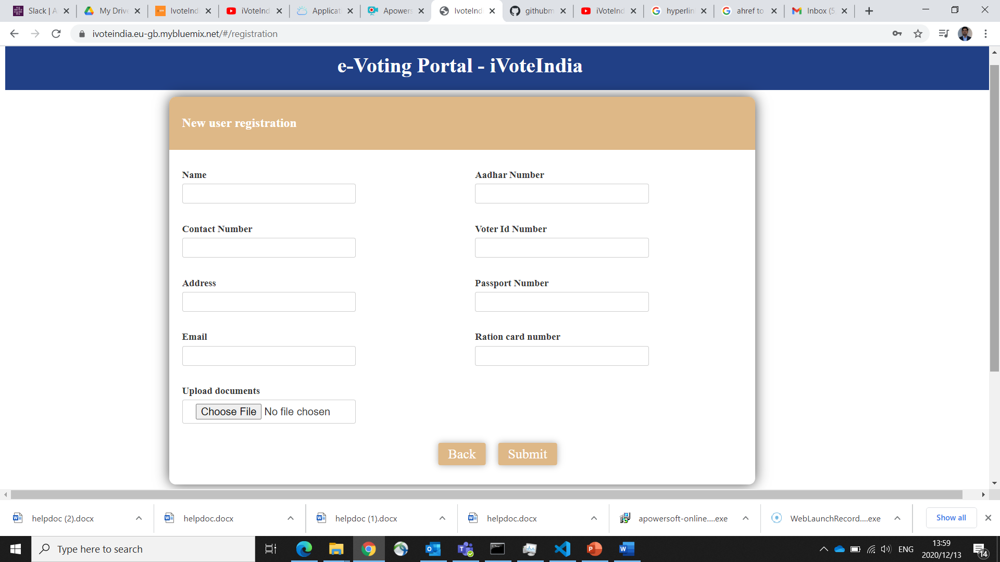 Slack | A
My Drive
IvoteInd
iVoteInd
Applicat
Apowers
IvoteInd
githubm
iVoteInd
hyperlin
ahref to
Inbox (5
ivoteindia.eu-gb.mybluemix.net/#/registration
e-Voting Portal - iVoteIndia
New user registration
Name
Aadhar Number
Contact Number
Voter Id Number
Address
Passport Number
Email
Ration card number
Upload documents
Choose File No file chosen
Back
Submit
helpdoc (2).docx
helpdoc.docx
helpdoc (1).docx
helpdoc.docx
apowersoft-online....exe
WebLaunchRecord....exe
Show all
Type here to search
ENG
13:59
2020/12/13
14